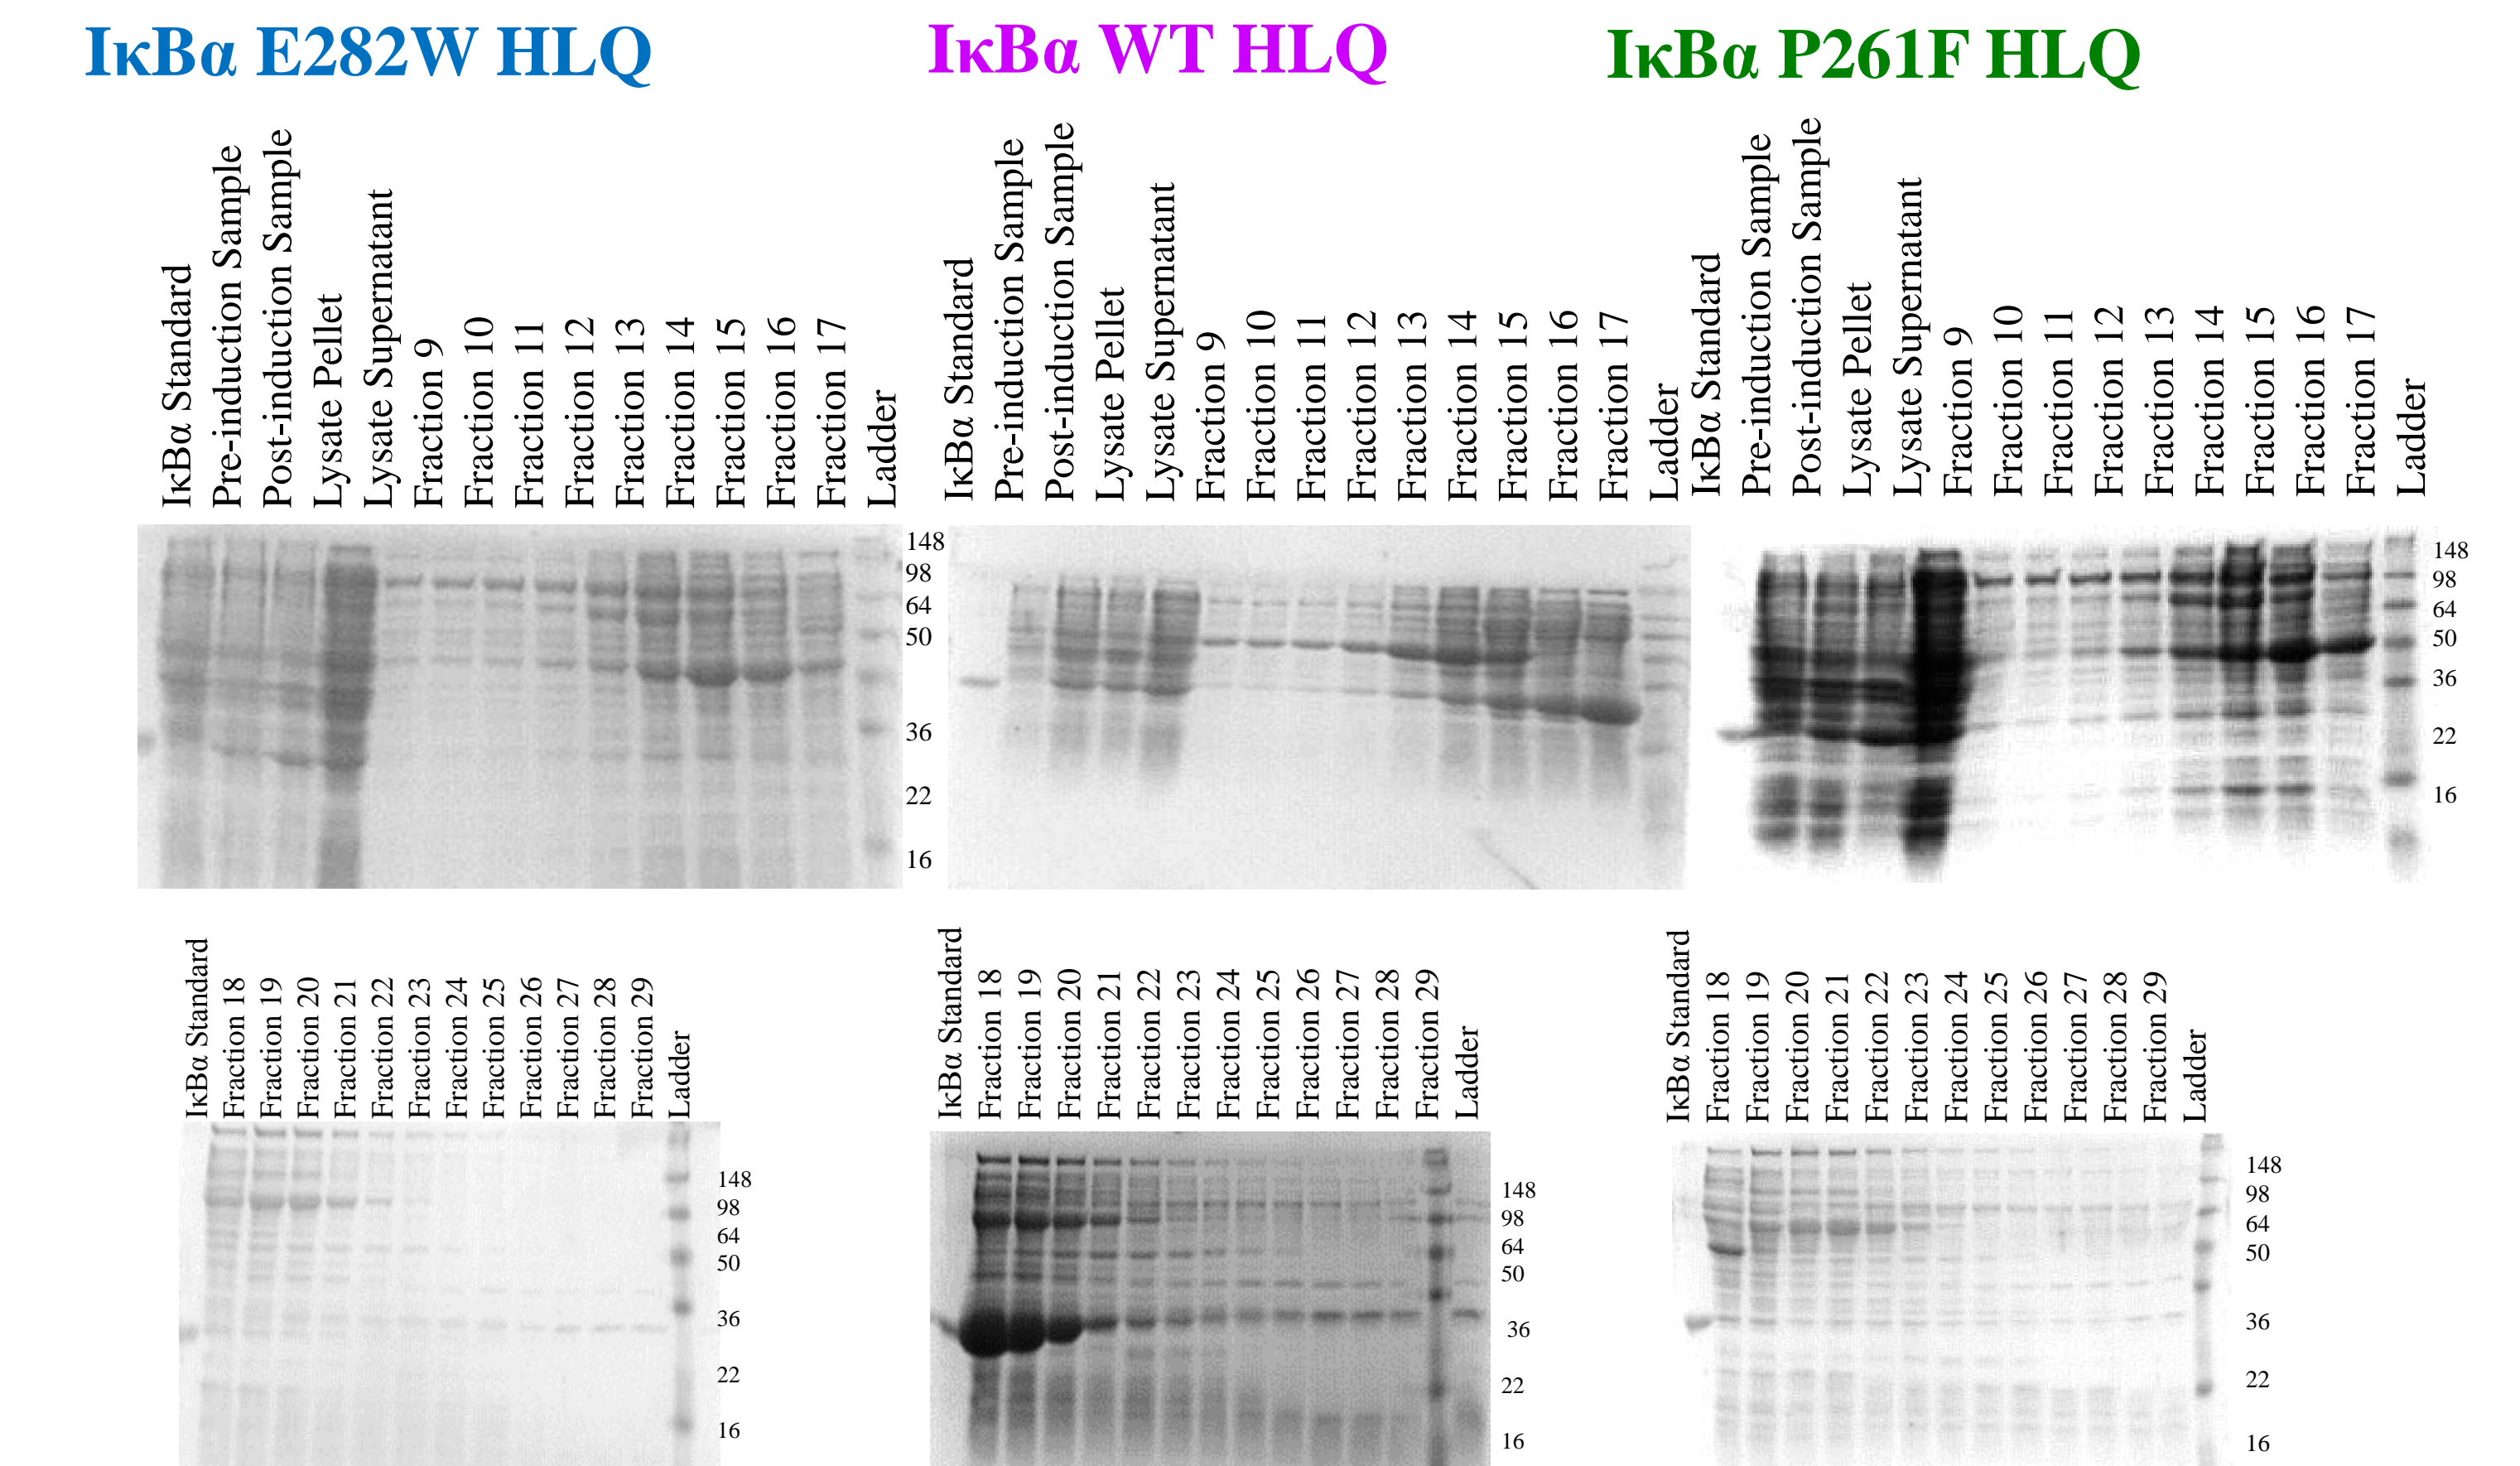 IκBα E282W HLQ
IκBα WT HLQ
IκBα P261F HLQ
IκBα Standard
Pre-induction Sample
Post-induction Sample
Lysate Pellet
Lysate Supernatant
Fraction 9
Fraction 10
Fraction 11
Fraction 12
Fraction 13
Fraction 14
Fraction 15
Fraction 16
Fraction 17
Ladder
148
98
64
50
36
22
16
IκBα Standard
Pre-induction Sample
Post-induction Sample
Lysate Pellet
Lysate Supernatant
Fraction 9
Fraction 10
Fraction 11
Fraction 12
Fraction 13
Fraction 14
Fraction 15
Fraction 16
Fraction 17
Ladder
IκBα Standard
Pre-induction Sample
Post-induction Sample
Lysate Pellet
Lysate Supernatant
Fraction 9
Fraction 10
Fraction 11
Fraction 12
Fraction 13
Fraction 14
Fraction 15
Fraction 16
Fraction 17
Ladder
148
98
64
50
36
22
16
IκBα Standard
Fraction 18
Fraction 19
Fraction 20
Fraction 21
Fraction 22
Fraction 23
Fraction 24
Fraction 25
Fraction 26
Fraction 27
Fraction 28
Fraction 29
Ladder
148
98
64
50
36
22
16
IκBα Standard
Fraction 18
Fraction 19
Fraction 20
Fraction 21
Fraction 22
Fraction 23
Fraction 24
Fraction 25
Fraction 26
Fraction 27
Fraction 28
Fraction 29
Ladder
148
98
64
50
36
22
16
IκBα Standard
Fraction 18
Fraction 19
Fraction 20
Fraction 21
Fraction 22
Fraction 23
Fraction 24
Fraction 25
Fraction 26
Fraction 27
Fraction 28
Fraction 29
Ladder
148
98
64
50
36
22
16